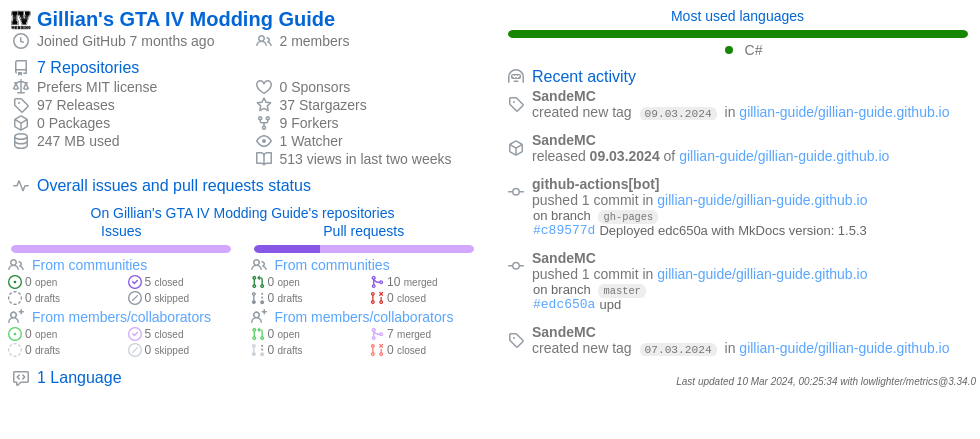 Gillian's GTA IV Modding Guide
Joined GitHub 7 months ago
2 members
7 Repositories
Prefers MIT license
0 Sponsors
97 Releases
37 Stargazers
0 Packages
9 Forkers
247 MB used
1 Watcher
513 views in last two weeks
Overall issues and pull requests status
On Gillian's GTA IV Modding Guide's repositories
Issues
From communities
0 open
5 closed
0 drafts
0 skipped
From members/collaborators
0 open
5 closed
0 drafts
0 skipped
Pull requests
From communities
0 open
10 merged
0 drafts
0 closed
From members/collaborators
0 open
7 merged
0 drafts
0 closed
1 Language
Most used languages
C#
Recent activity
SandeMC
created new tag 09.03.2024 in gillian-guide/gillian-guide.github.io
SandeMC
released 09.03.2024 of gillian-guide/gillian-guide.github.io
github-actions[bot]
pushed 1 commit in gillian-guide/gillian-guide.github.io
on branch gh-pages
#c89577d Deployed edc650a with MkDocs version: 1.5.3
SandeMC
pushed 1 commit in gillian-guide/gillian-guide.github.io
on branch master
#edc650a upd
SandeMC
created new tag 07.03.2024 in gillian-guide/gillian-guide.github.io
Last updated 10 Mar 2024, 00:25:34 with lowlighter/metrics@3.34.0